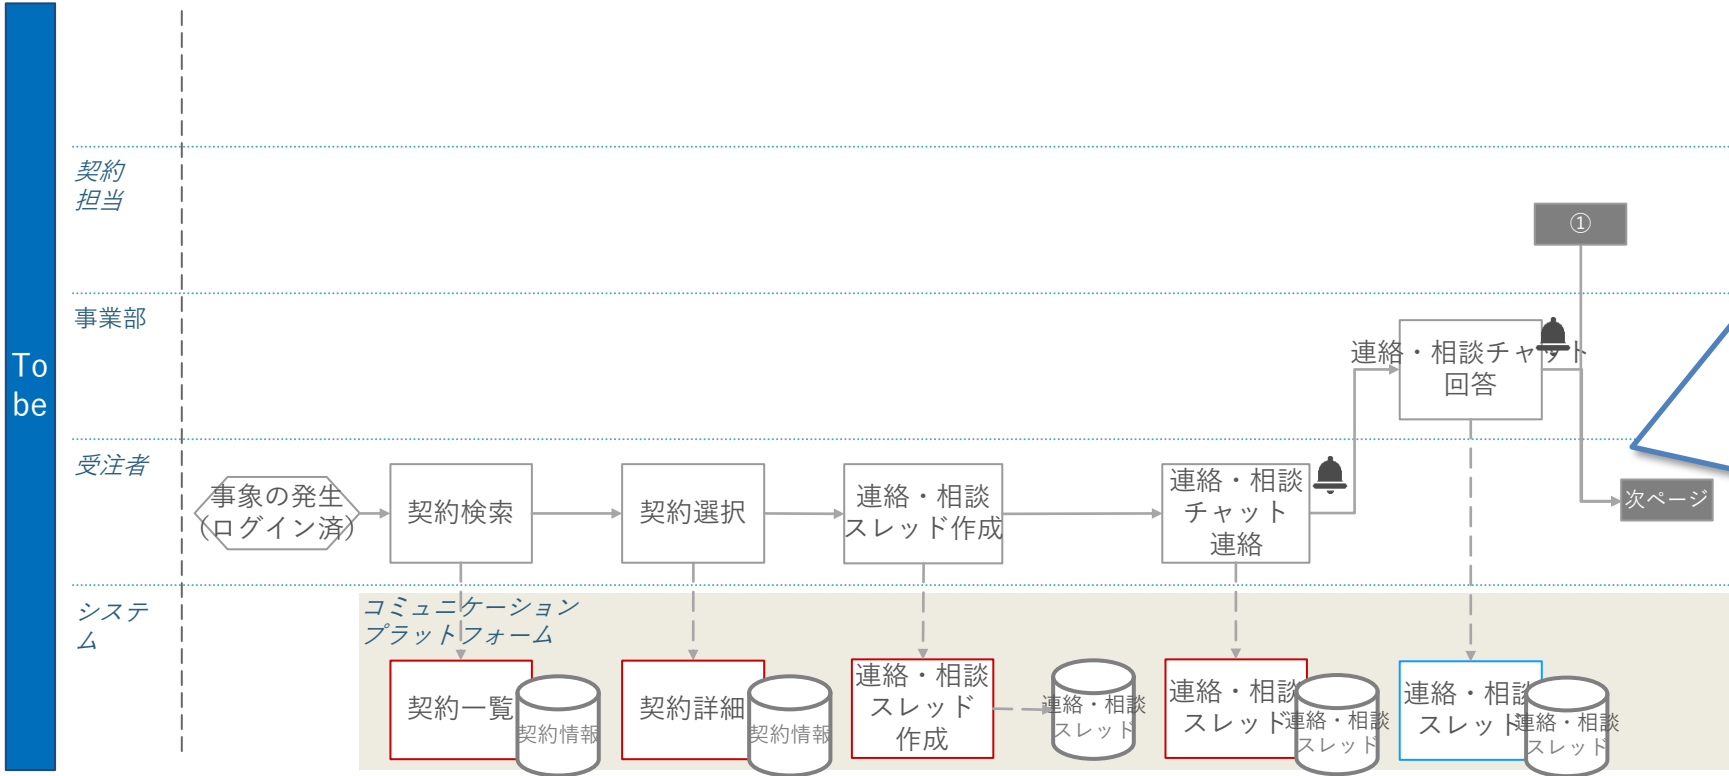 To
be
契約
担当
①
事業部
連絡・相談チャット
回答
受注者
事象の発生
(ログイン済)
契約検索
契約選択
連絡・相談
スレッド作成
連絡・相談
チャット
連絡
次ページ
システ
ム
コミュニケーション
プラットフォーム
契約一覧
契約情報
契約詳細
契約情報
連絡・相談
スレッド
作成
連絡・相談
スレッド
連絡・相談
スレッド
連絡・相談
スレッド
連絡・相談
スレッド
連絡・相談
スレッド